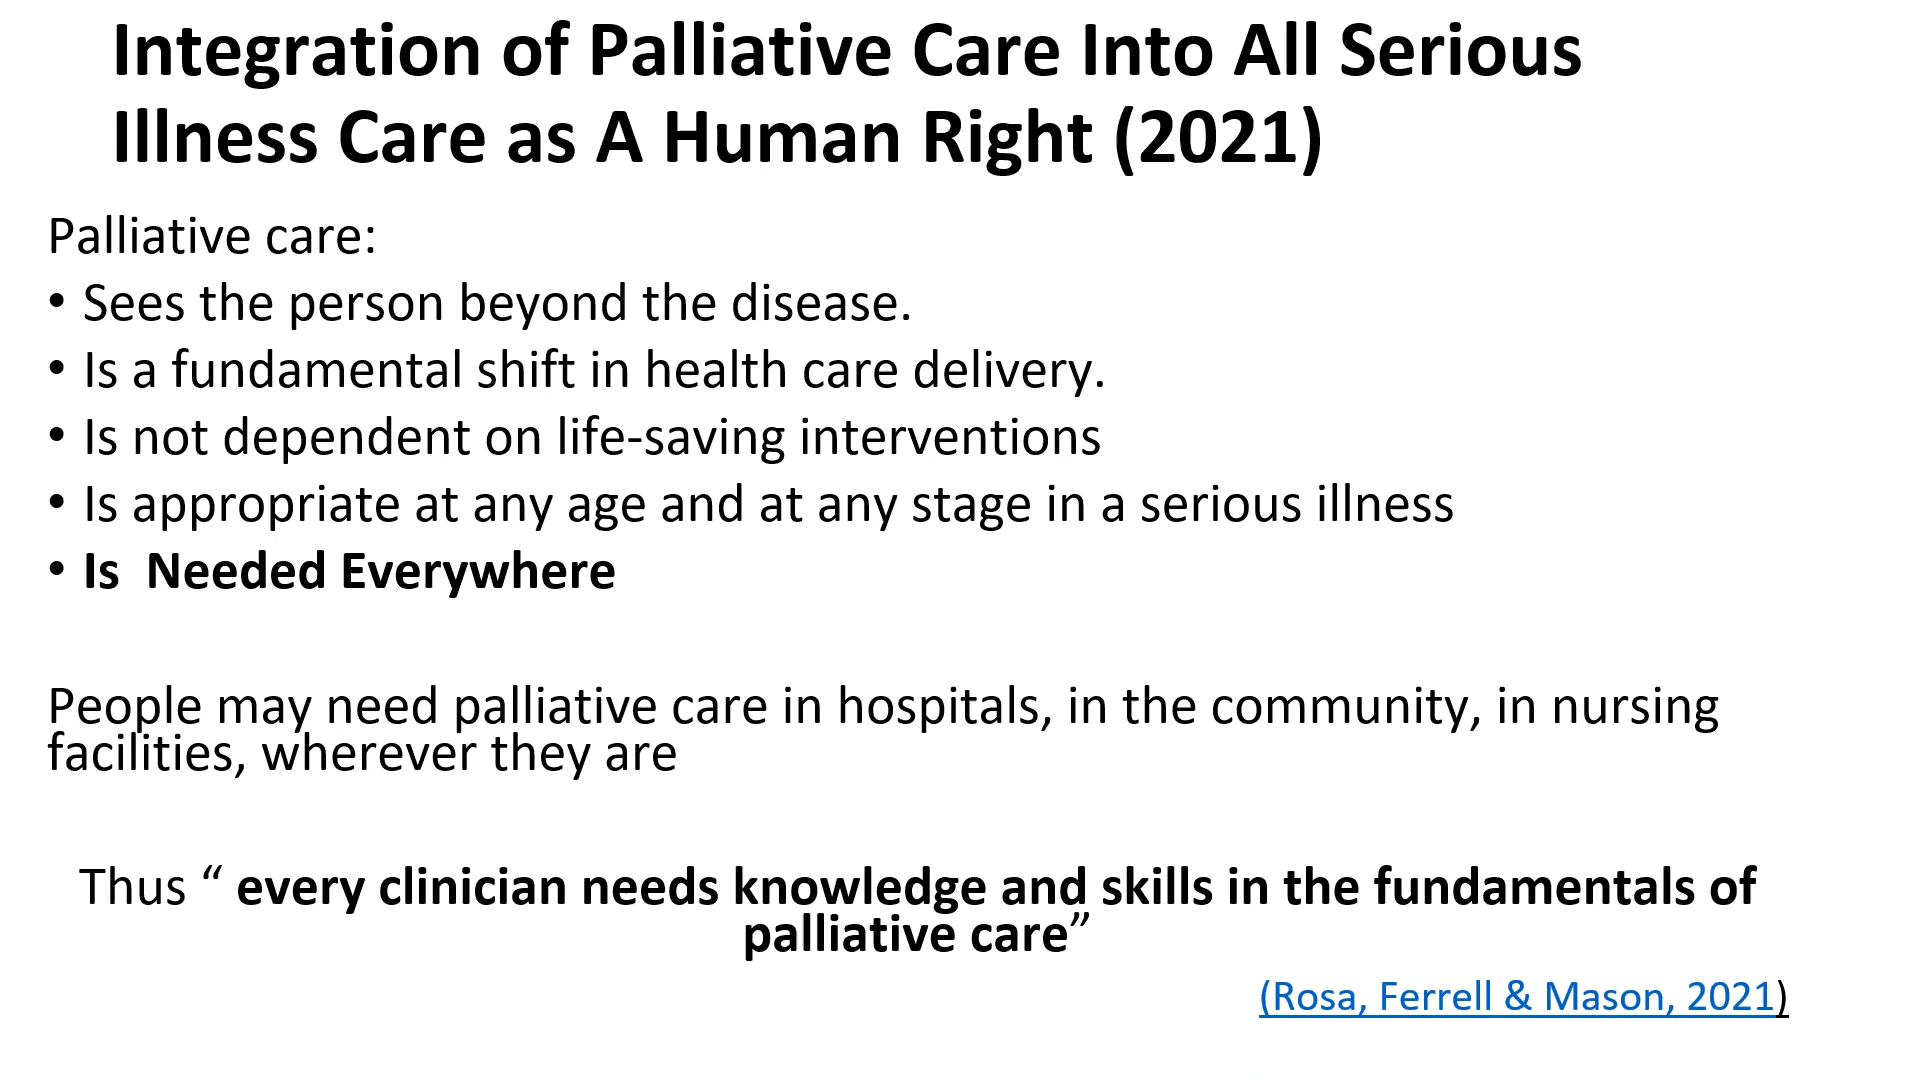 Integration of Palliative Care Into All Serious
Illness Care as A Human Right (2021)
Palliative care:
• Sees the person beyond the disease.
• Is a fundamental shift in health care delivery.
• Is not dependent on life-saving interventions
• Is appropriate at any age and at any stage in a serious illness
• Is  Needed Everywhere
People may need palliative care in hospitals, in the community, in nursing
facilities, wherever they are
Thus “ every clinician needs knowledge and skills in the fundamentals of
palliative care”
(Rosa, Ferrell & Mason, 2021)